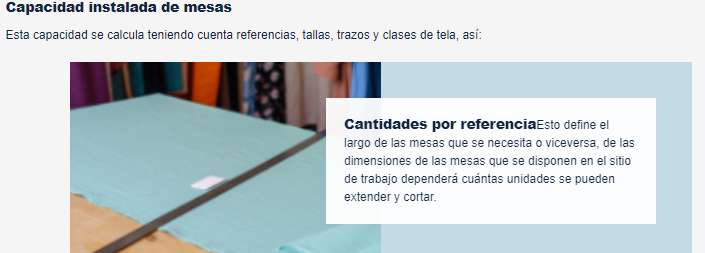 Capacidad instalada de mesas
Esta capacidad se calcula teniendo cuenta referencias, tallas, trazos y clases de tela, así:
Cantidades por referenciaEsto define el
largo de las mesas que se necesita o viceversa, de las
dimensiones de las mesas que se disponen en el sitio
de trabajo dependerá cuántas unidades se pueden
extender y cortar.